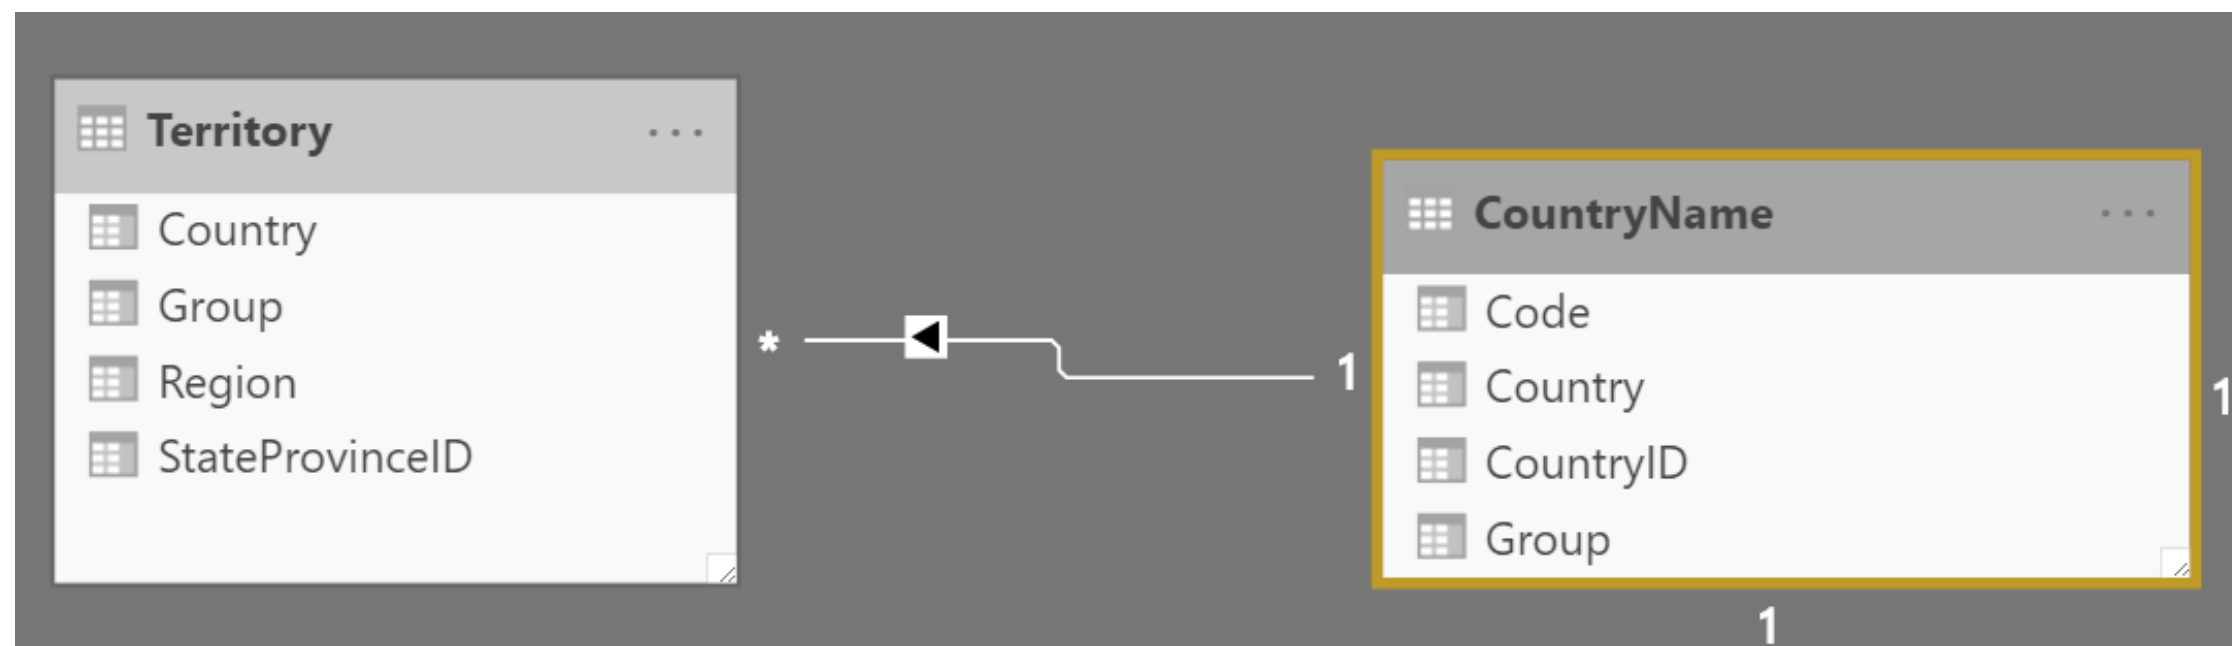 Territory
Country
Group
Region
StateProvinceID
*
1
CountryName
Code
Country
CountryID
Group
1
1